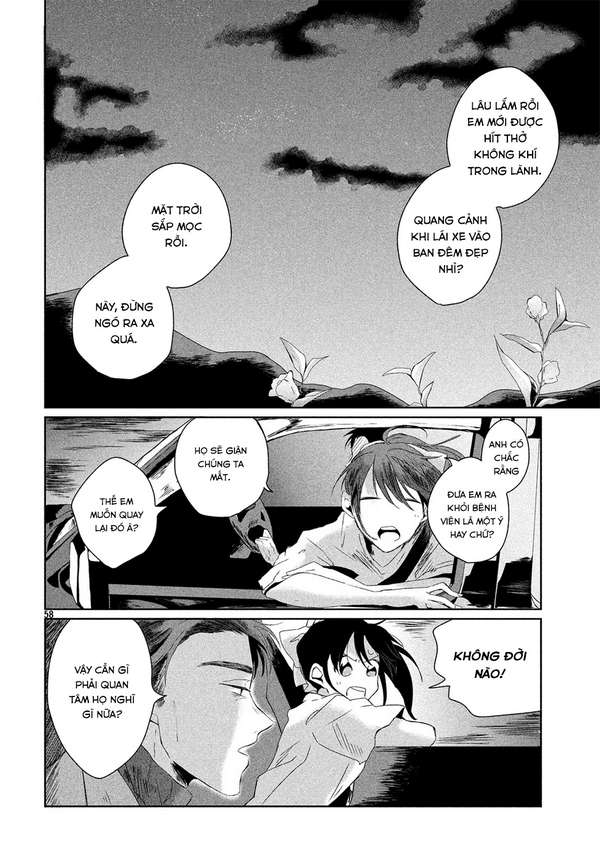 LÂU LẮM RỒI
EM MỚI ĐƯỢC
HÍT THỞ
KHÔNG KHÍ
TRONG LÀNH.
QUANG CẢNH
KHI LÁI XE VÀO
BAN ĐÊM ĐẸP
NHỈ?
MẶT TRỜI
SẮP MỌC
RỒI.
NÀY, ĐỪNG
NGÓ RA XA
QUÁ.
ANH CÓ
CHẮC RẰNG
ĐƯA EM RA
KHỎI BỆNH
VIỆN LÀ MỘT Ý
HAY CHỨ?
HỌ SẼ GIẬN
CHÚNG TA
MẤT.
THẾ EM
MUỐN QUAY
LẠI ĐÓ À?
58
KHÔNG ĐỜI
NÀO!
VẬY CẦN GÌ
PHẢI QUAN
TÂM HỌ NGHĨ
GÌ NỮA?